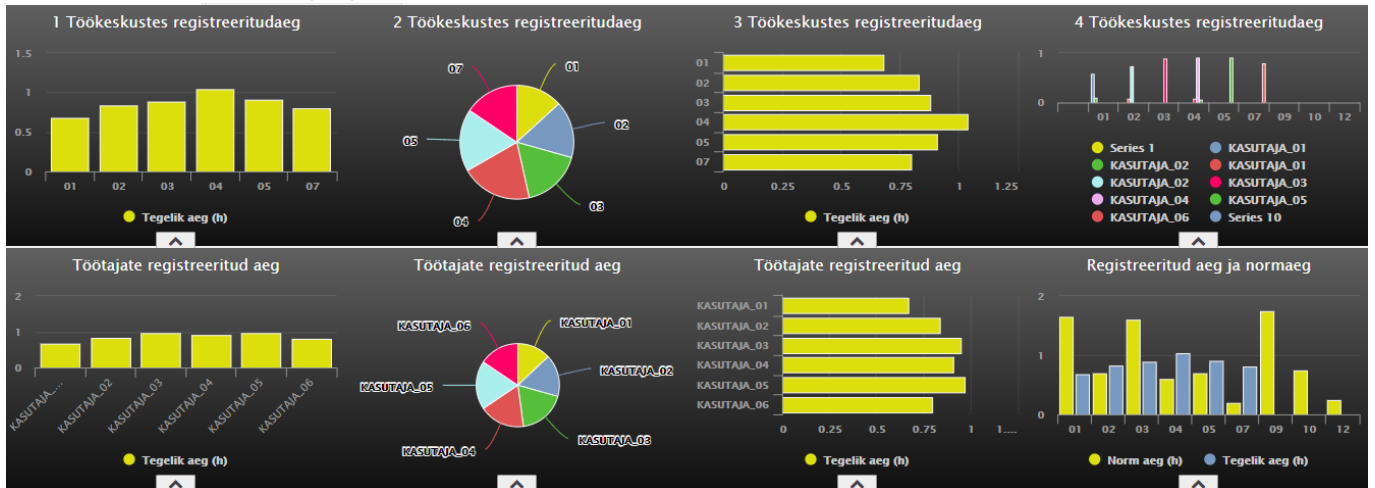 1 Töökeskustes registreeritudaeg
1.5
1
0.5
0
01 02 03 04 05 07
Tegelik aeg (h)
2 Töökeskustes registreeritudaeg
07
01
02
05
03
04
3 Töökeskustes registreeritudaeg
01
02
03
04
05
07
0 0.25 0.5 0.75 1 1.25
Tegelik aeg (h)
4 Töökeskustes registreeritudaeg
1
0
01 02 03 04 05 07 09 10 12
Series 1 KASUTAJA_01
KASUTAJA_02 KASUTAJA_01
KASUTAJA_02 KASUTAJA_03
KASUTAJA_04 KASUTAJA_05
KASUTAJA_06 Series 10
Töötajate registreeritud aeg
2
1
0
KASUTAJA_... KASUTAJA_02 KASUTAJA_03 KASUTAJA_04 KASUTAJA_05 KASUTAJA_06
Tegelik aeg (h)
Töötajate registreeritud aeg
KASUTAJA_06
KASUTAJA_01
KASUTAJA_02
KASUTAJA_05
KASUTAJA_03
KASUTAJA_04
Töötajate registreeritud aeg
KASUTAJA_01
KASUTAJA_02
KASUTAJA_03
KASUTAJA_04
KASUTAJA_05
KASUTAJA_06
0 0.25 0.5 0.75 1 1....
Tegelik aeg (h)
Registreeritud aeg ja normaeg
2
1
0
01 02 03 04 05 07 09 10 12
Norm aeg (h) Tegelik aeg (h)